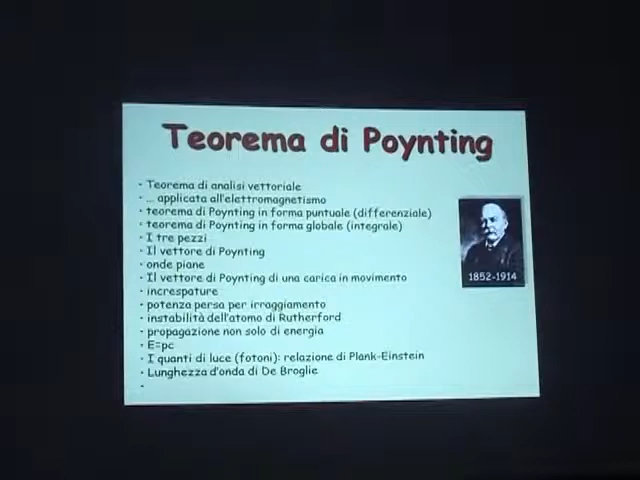 Teorema di Poynting
• Teorema di analisi vettoriale
• ... applicata all'elettromagnetismo
• teorema di Poynting in forma puntuale (differenziale)
• teorema di Poynting in forma globale (integrale)
• I tre pezzi
• Il vettore di Poynting
• onde piane
• Il vettore di Poynting di una carica in movimento
• increspature
• potenza persa per irraggiamento
• instabilità dell'atomo di Rutherford
• propagazione non solo di energia
• E=pc
• I quanti di luce (fotoni): relazione di Plank-Einstein
• Lunghezza d'onda di De Broglie
•
1852-1914